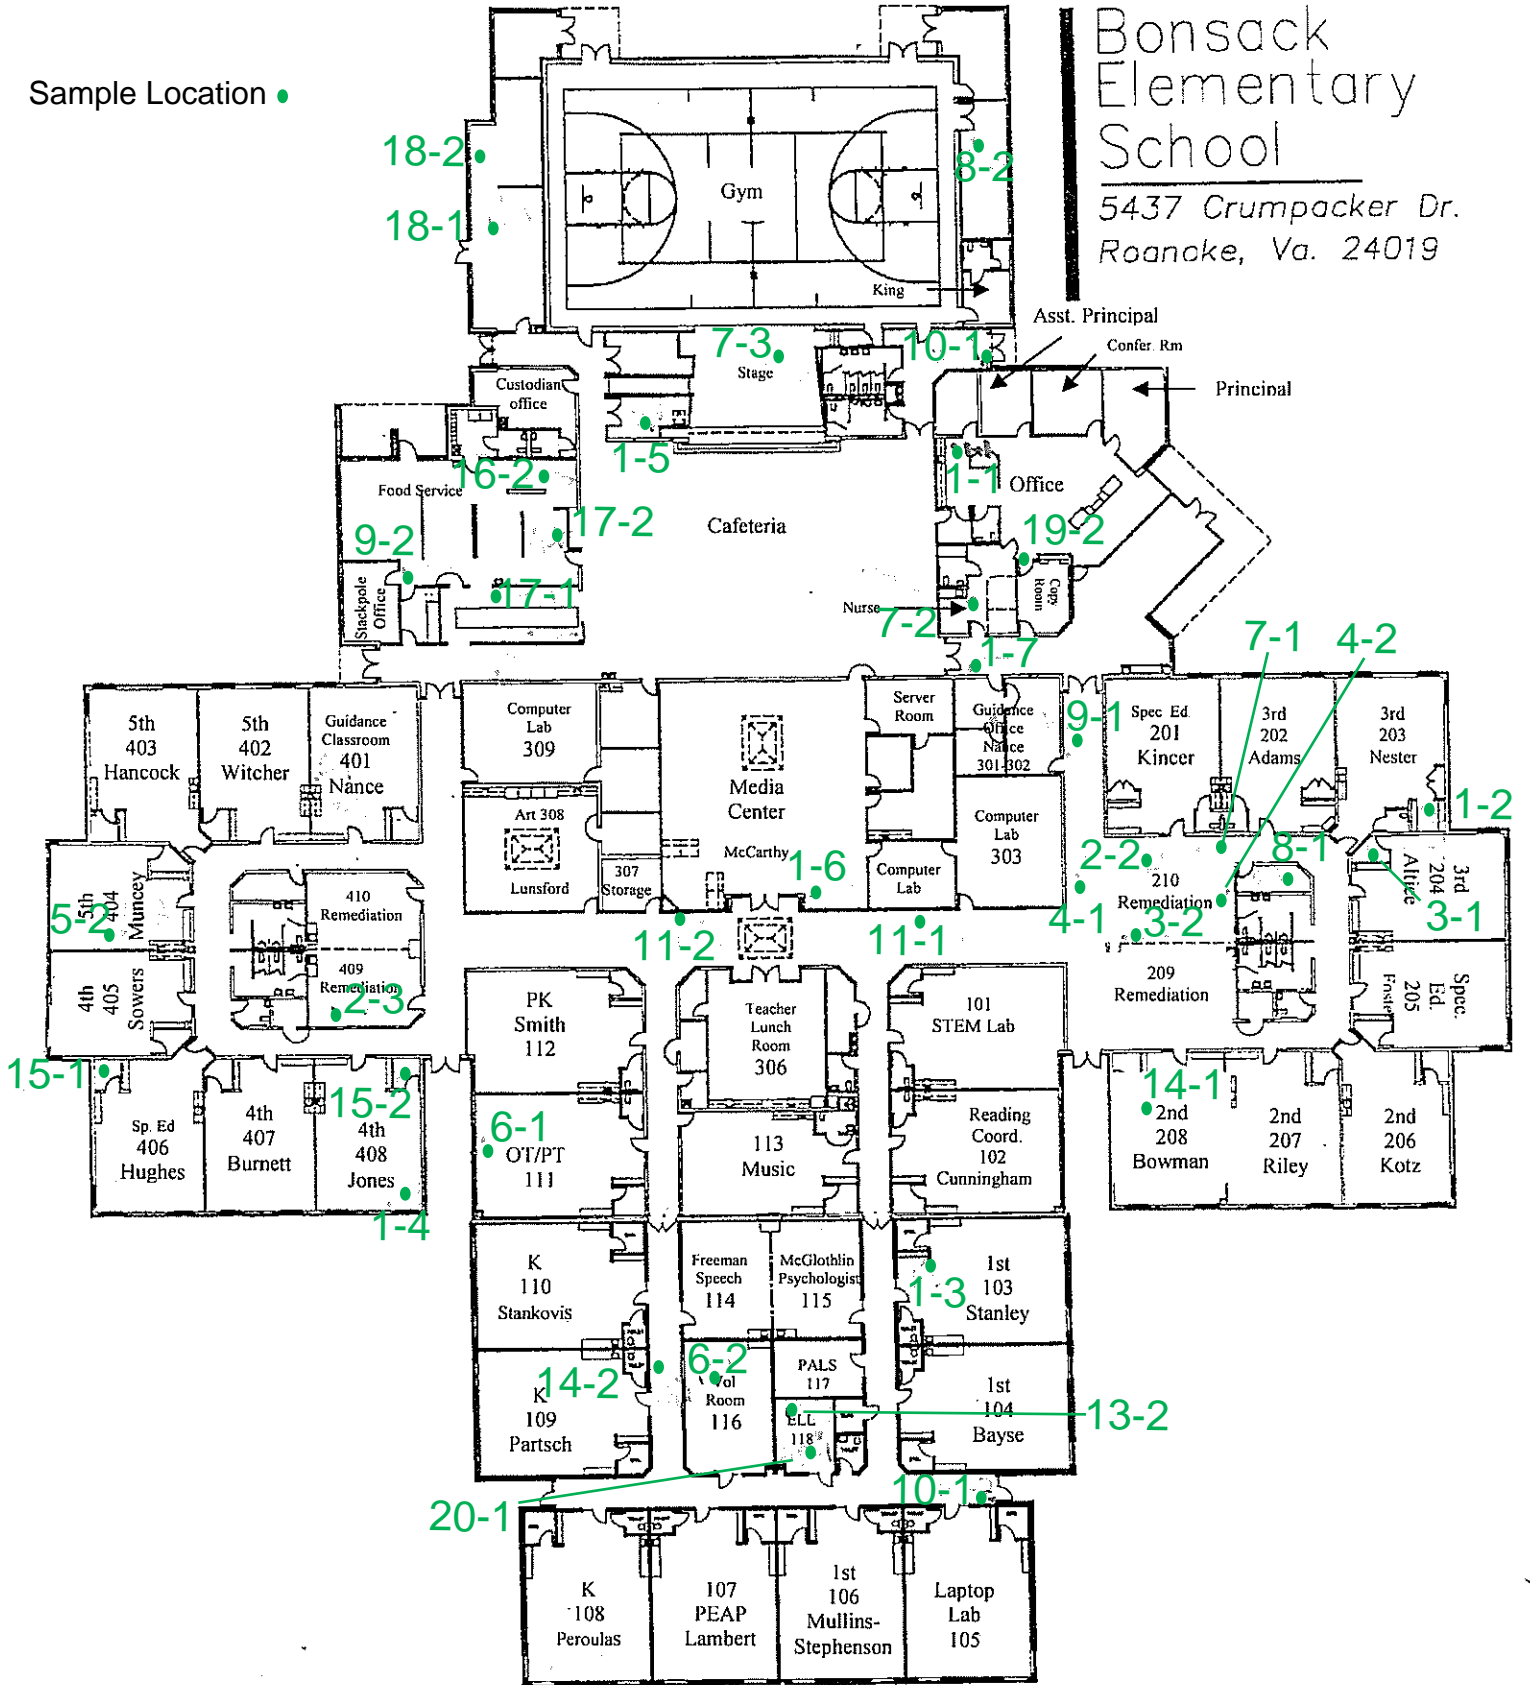 Bonsack
Elementary
School
5437 Crumpacker Dr.
Roanoke, Va. 24019
Sample Location
18-2
18-1
8-2
Gym
King
Asst. Principal
Confer. Rm
Principal
7-3
Stage
10-1
Custodian
office
1-5
16-2
Food Service
17-2
9-2
17-1
Stackpole
Office
Cafeteria
1-1
Office
19-2
Copy
Room
Nurse
7-2
1-7
7-1
4-2
5th
403
Hancock
5th
402
Witcher
Guidance
Classroom
401
Nance
Computer
Lab
309
Art 308
Lunsford
307
Storage
Media
Center
McCarthy
1-6
Server
Room
Guidance
Office
Nance
301-302
9-1
Computer
Lab
303
Computer
Lab
Spec Ed
201
Kincer
3rd
202
Adams
3rd
203
Nester
1-2
5th
404
Muncey
5-2
4th
405
Sowers
410
Remediation
409
Remediation
2-3
11-2
11-1
4-1
2-2
210
Remediation
3-2
209
Remediation
8-1
3rd
204
Altice
3-1
Spec.
Ed.
205
Foster
15-1
Sp. Ed
406
Hughes
4th
407
Burnett
15-2
4th
408
Jones
1-4
PK
Smith
112
6-1
OT/PT
111
Teacher
Lunch
Room
306
113
Music
101
STEM Lab
Reading
Coord.
102
Cunningham
14-1
2nd
208
Bowman
2nd
207
Riley
2nd
206
Kotz
K
110
Stankovis
Freeman
Speech
114
McGlothlin
Psychologist
115
1-3
1st
103
Stanley
14-2
K
109
Partsch
6-2
Vol
Room
116
PALS
117
ELL
118
13-2
1st
104
Bayse
20-1
10-1
K
108
Peroulas
107
PEAP
Lambert
1st
106
Mullins-
Stephenson
Laptop
Lab
105